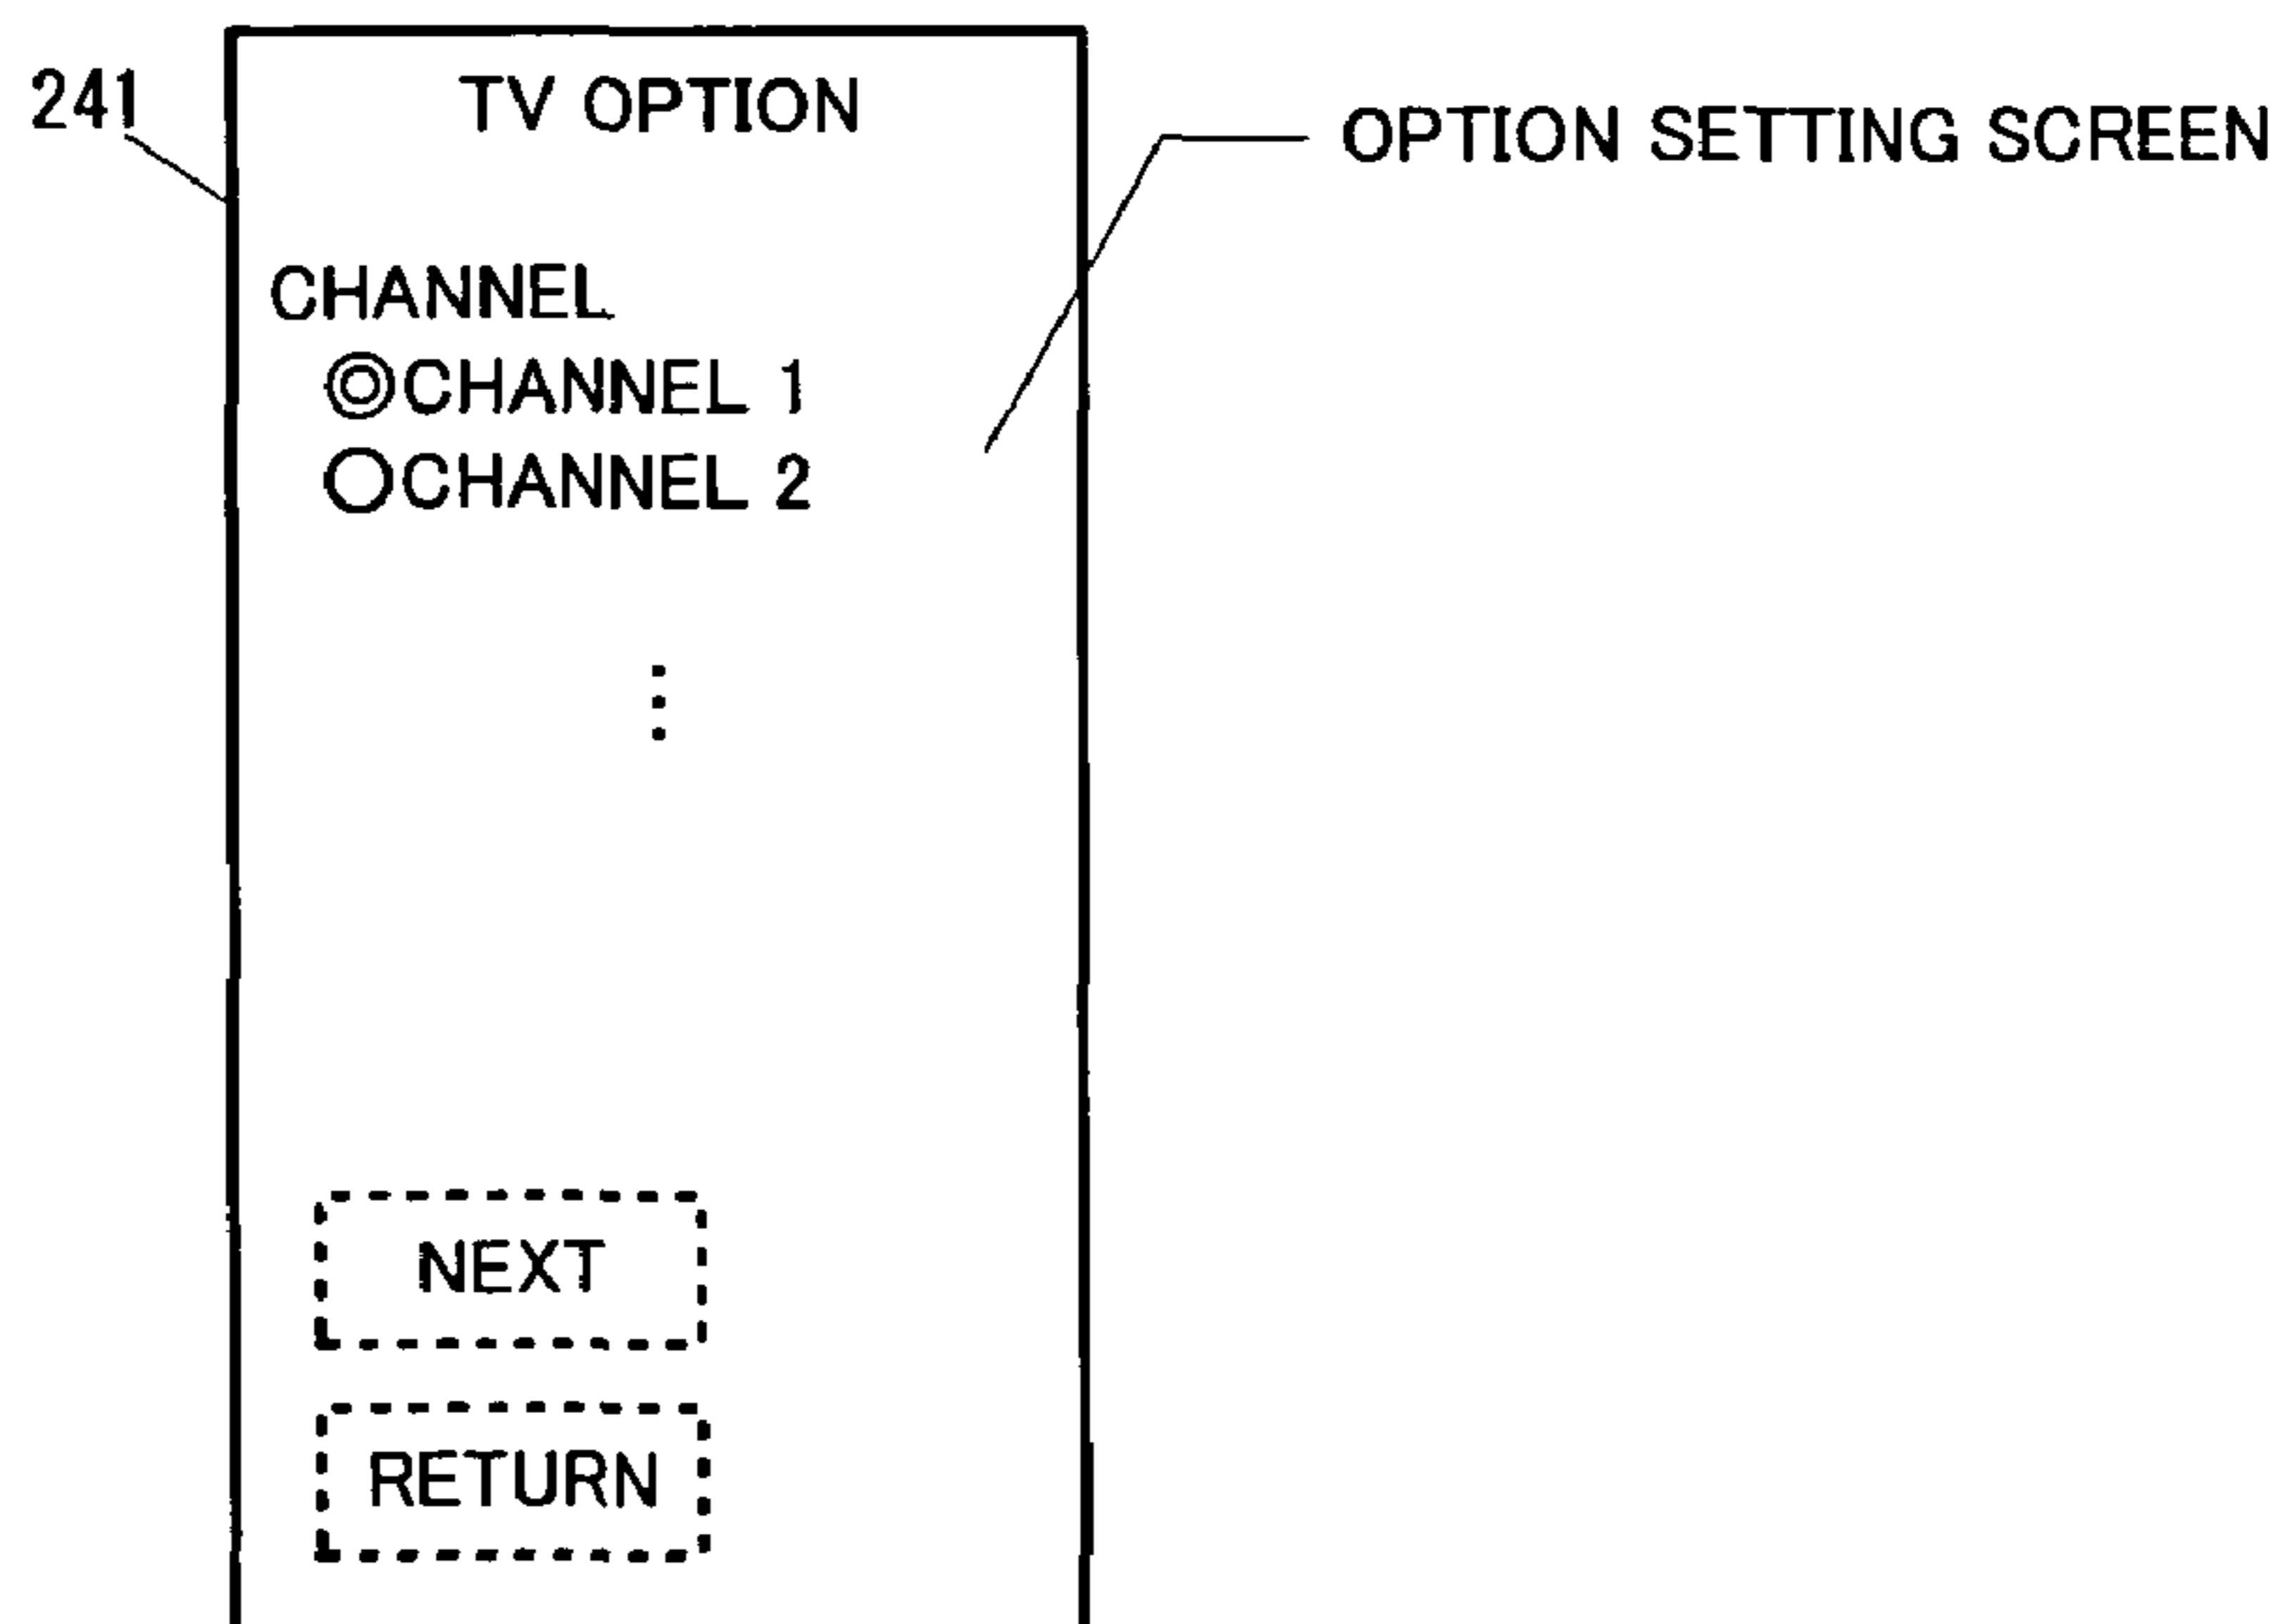 241
TV OPTION
OPTION SETTING SCREEN
CHANNEL
◎CHANNEL 1
○CHANNEL 2
⋮
NEXT
RETURN